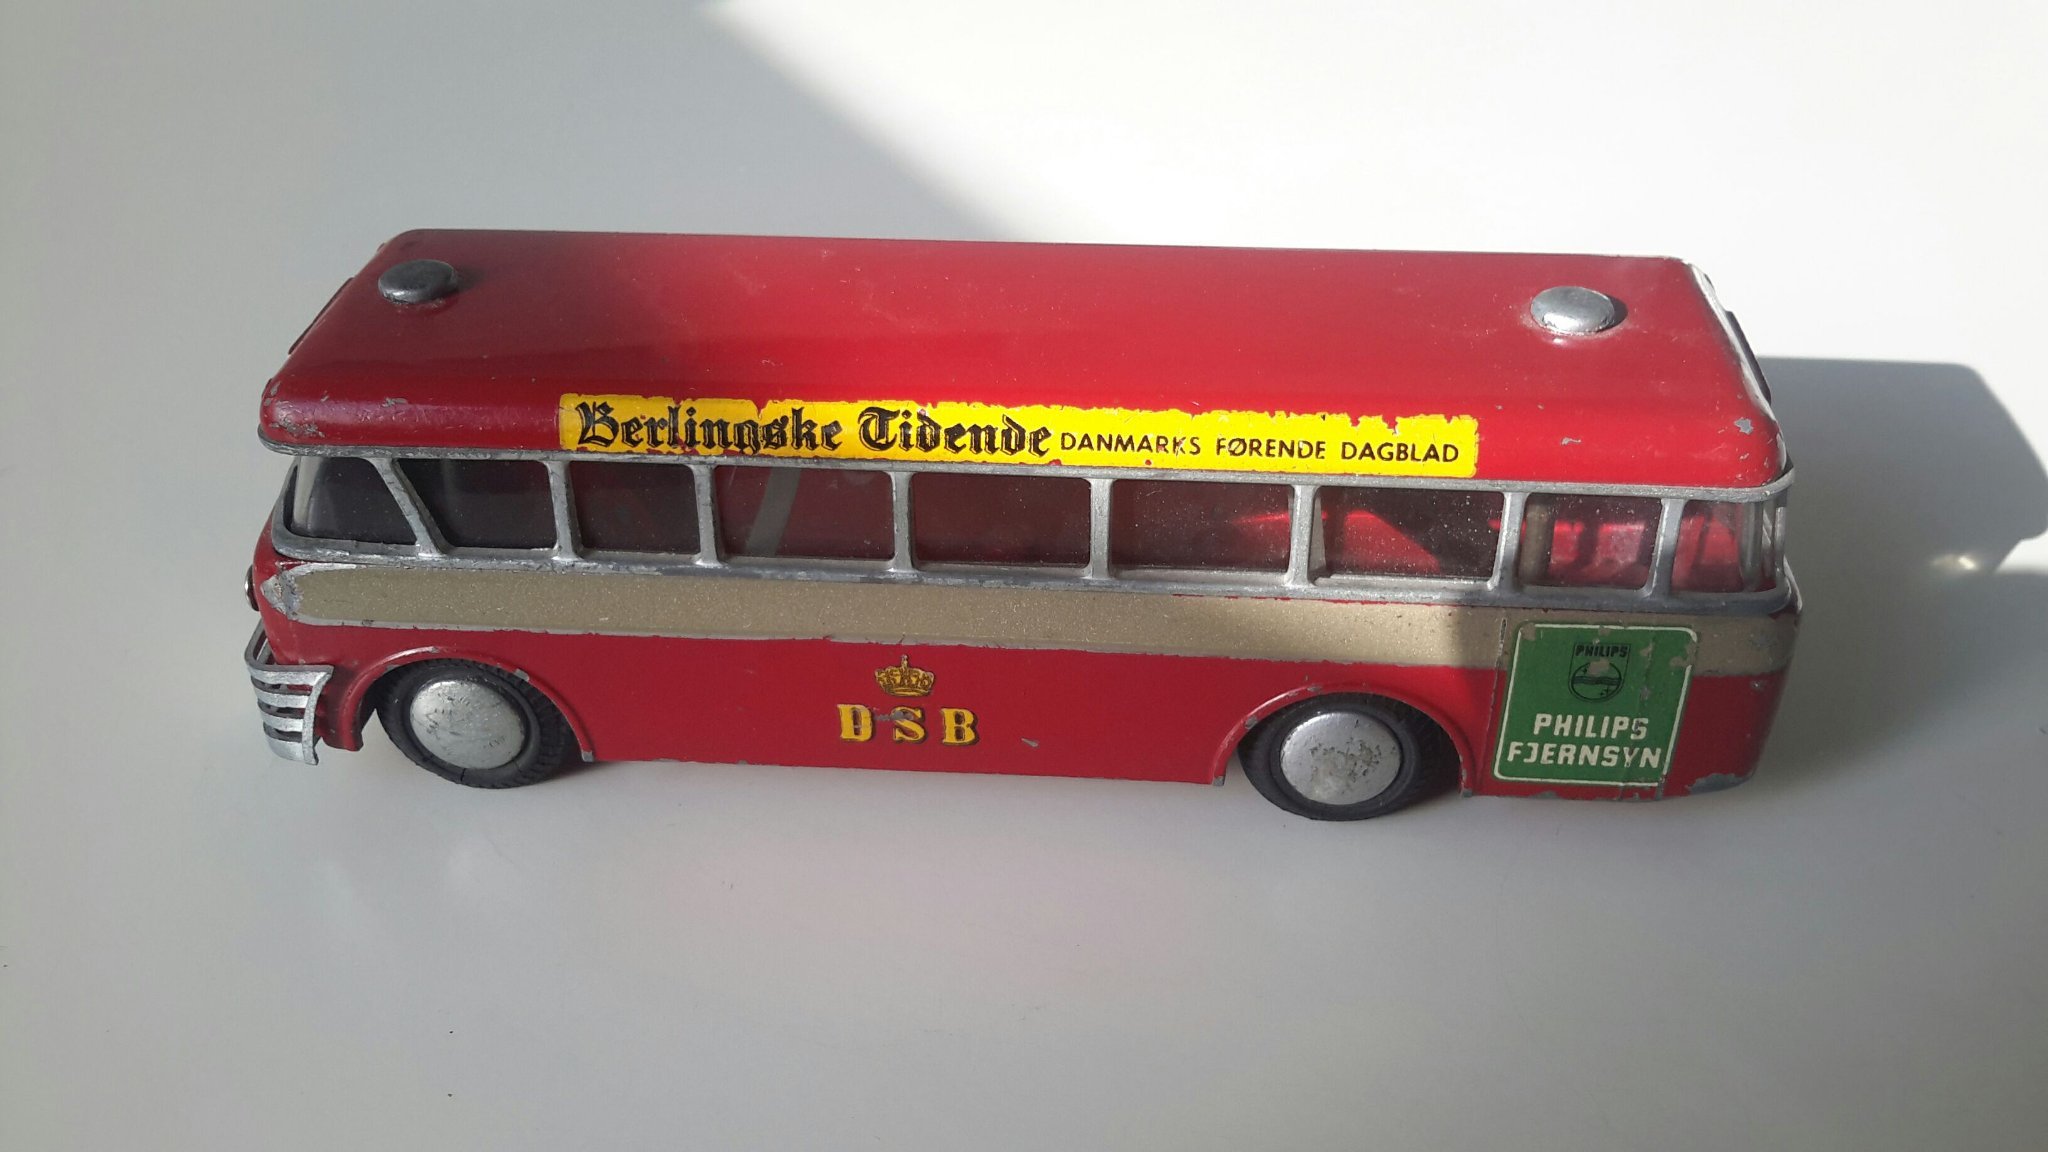 Berlingske Tidende DANMARKS FØRENDE DAGBLAD
DSB
PHILIPS
PHILIPS
FJERNSYN